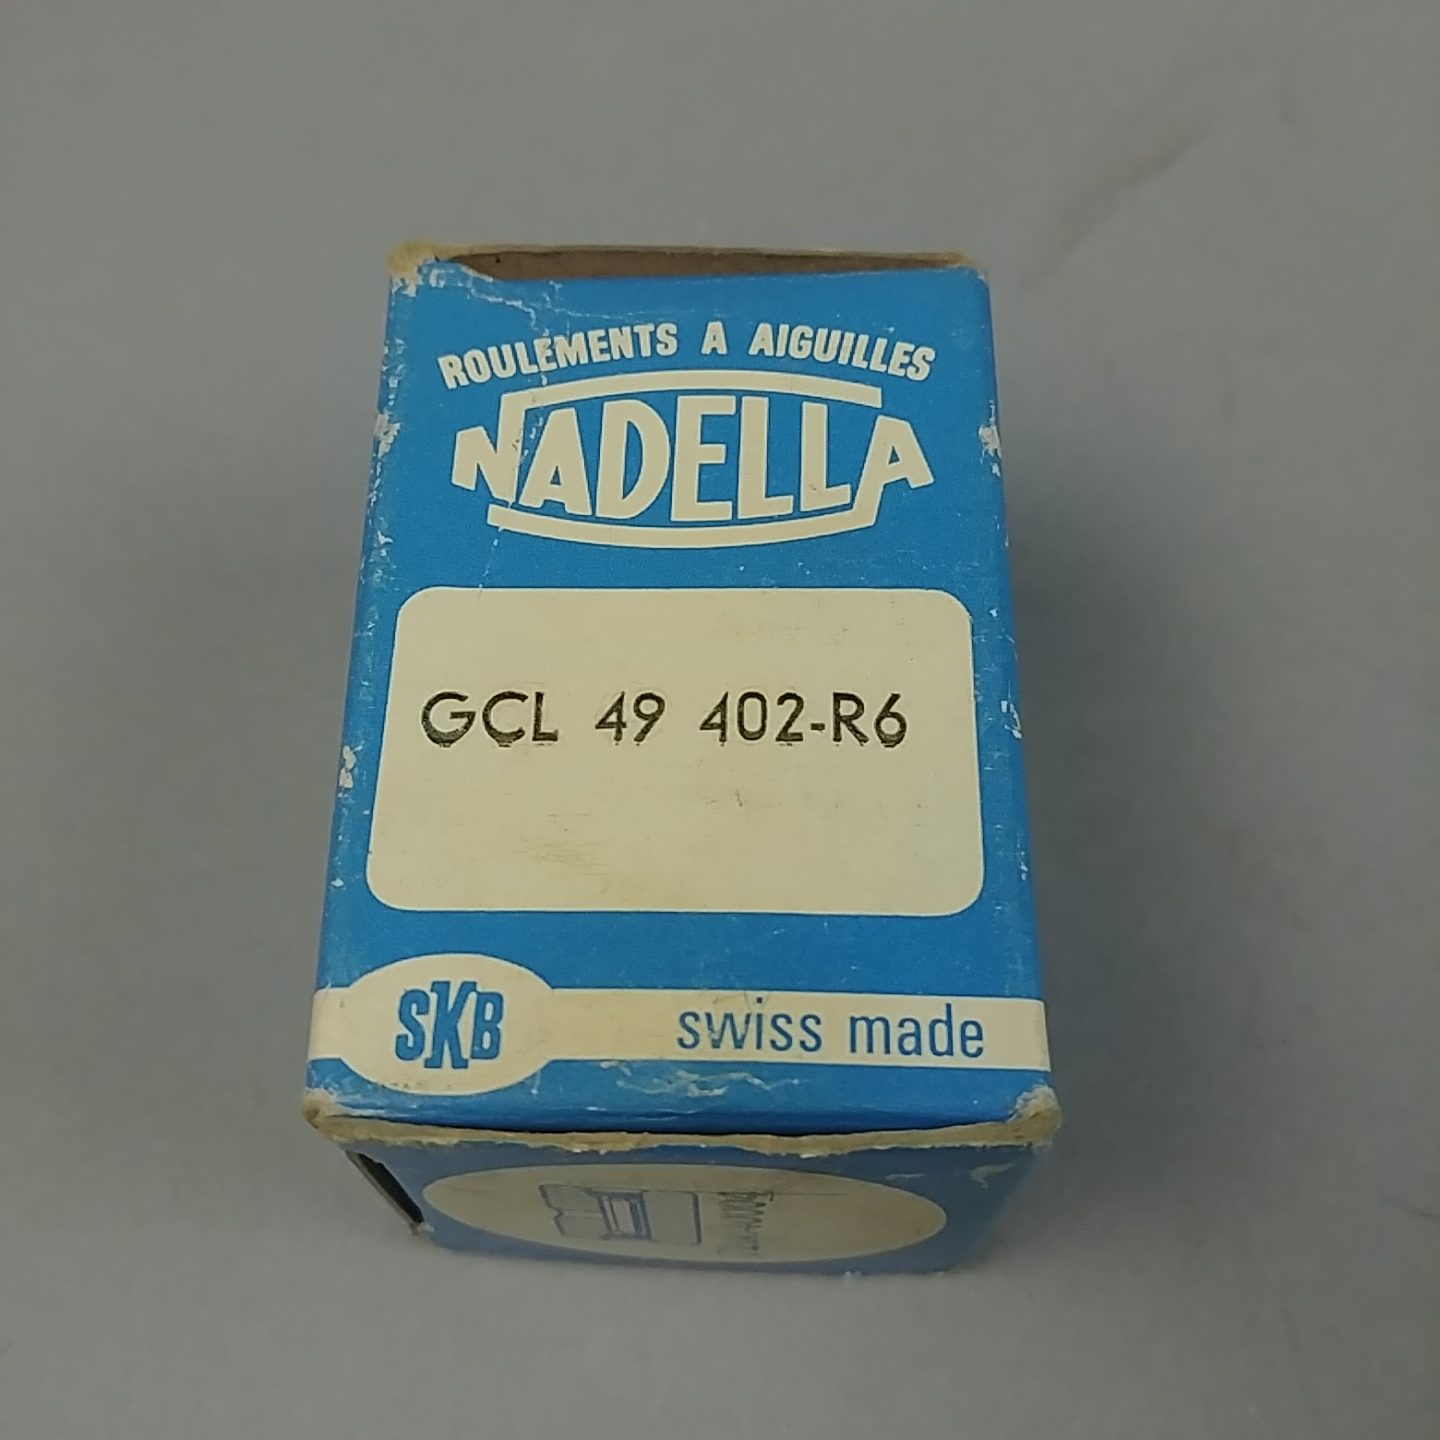 ROULEMENTS A AIGUILLES
NADELLA
GCL 49 402-R6
SKB
swiss made